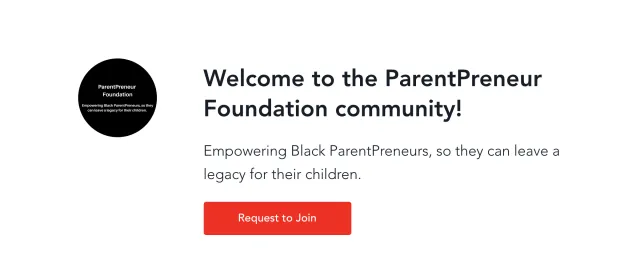 ParentPreneur
Foundation
Empowering Black ParentPreneurs, so they
can leave a legacy for their children.
Welcome to the ParentPreneur
Foundation community!
Empowering Black ParentPreneurs, so they can leave a
legacy for their children.
Request to Join